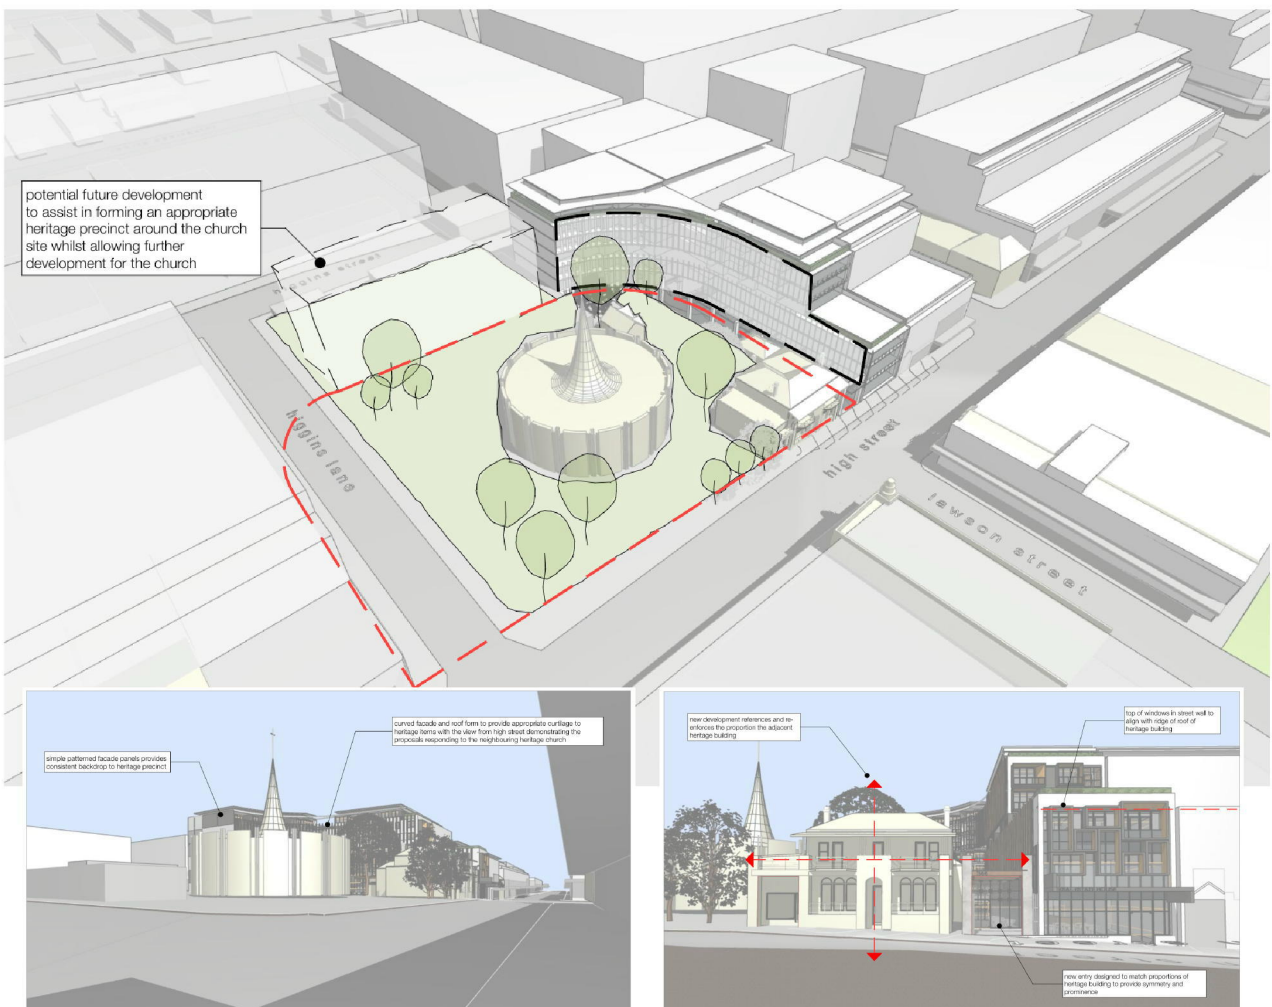 potential future development
to assist in forming an appropriate
heritage precinct around the church
site whilst allowing further
development for the church
higgins street
higgins lane
high street
lawson street
curved facade and roof form to provide appropriate curtilage to
heritage items with the view from high street demonstrating the
proposals responding to the neighbouring heritage church
simple patterned facade panels provides
consistent backdrop to heritage precinct
new development references and re-
enforces the proportion the adjacent
heritage building
top of windows in street wall to
align with ridge of roof of
heritage building
new entry designed to match proportions of
heritage building to provide symmetry and
prominence